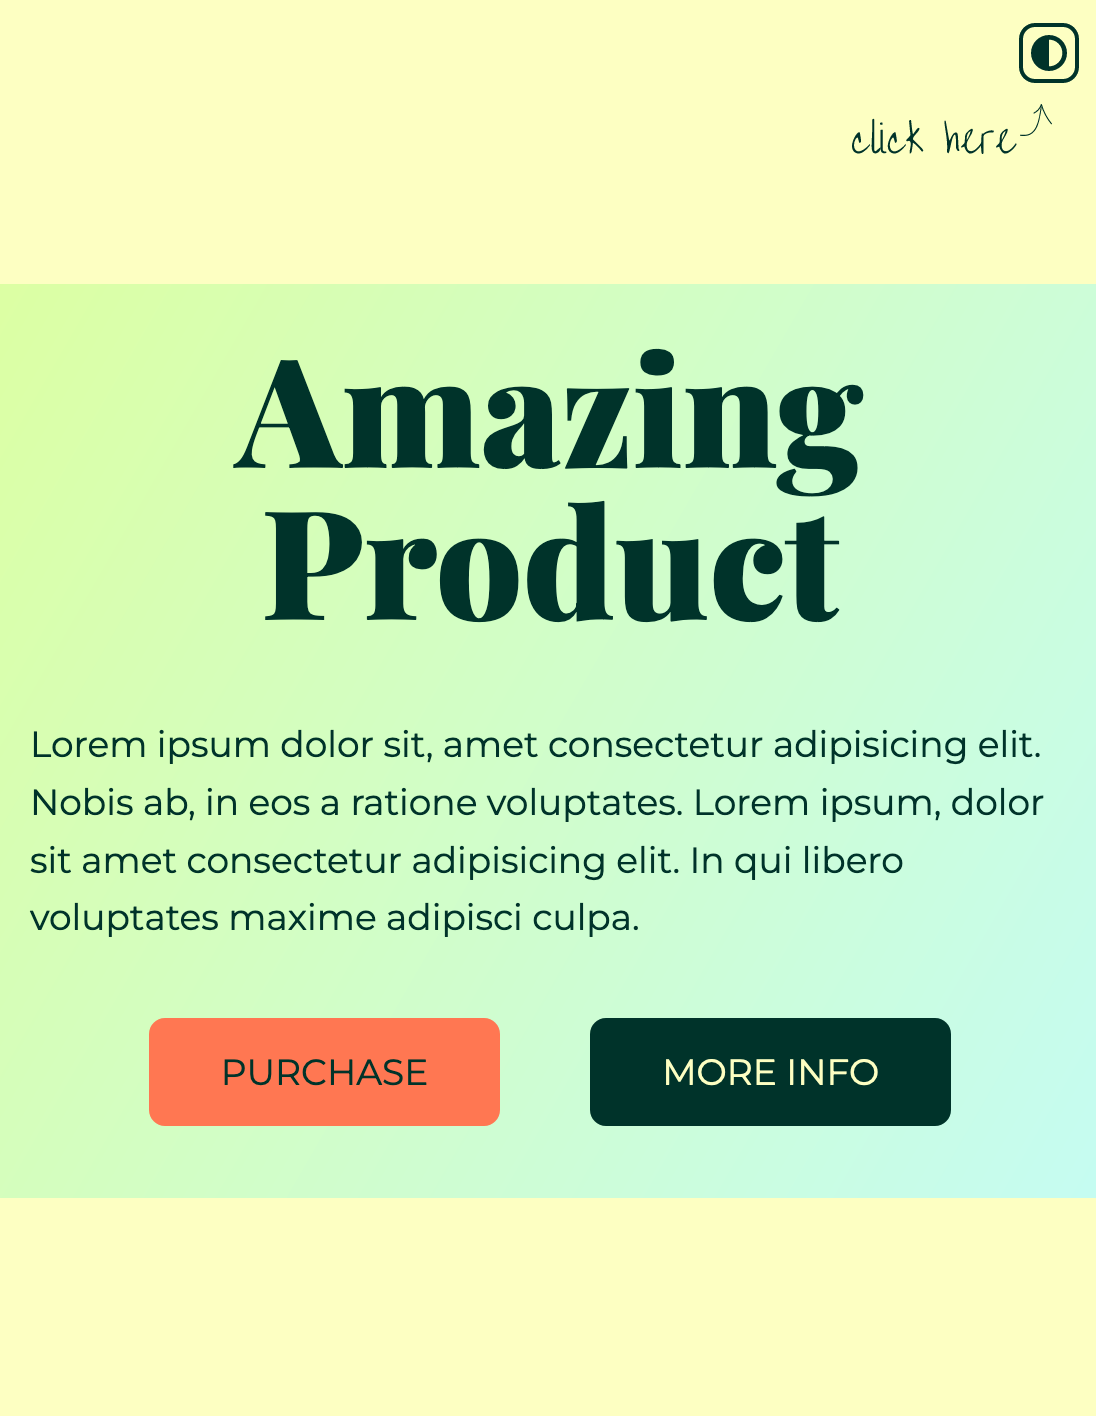 click here
Amazing
Product
Lorem ipsum dolor sit, amet consectetur adipisicing elit.
Nobis ab, in eos a ratione voluptates. Lorem ipsum, dolor
sit amet consectetur adipisicing elit. In qui libero
voluptates maxime adipisci culpa.
PURCHASE
MORE INFO